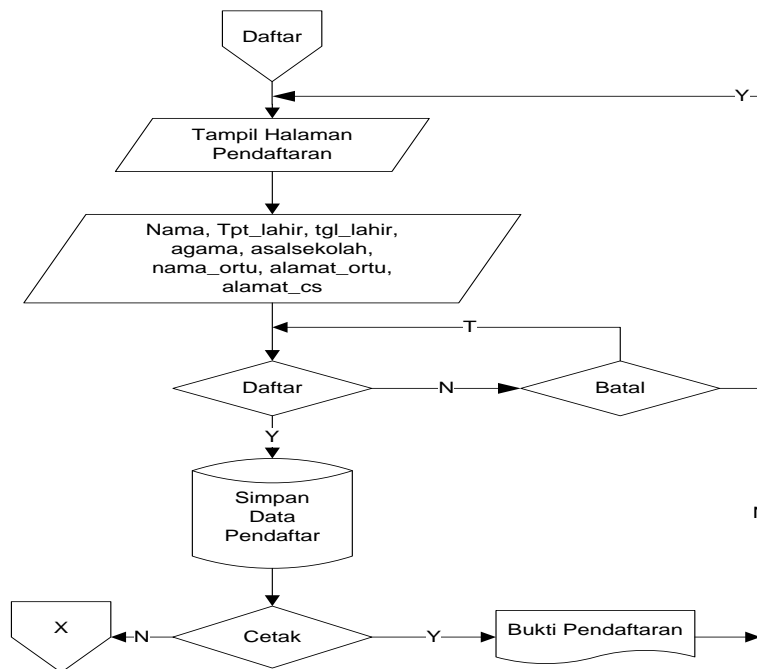 Daftar
Y
Tampil Halaman
Pendaftaran
Nama, Tpt_lahir, tgl_lahir,
agama, asalsekolah,
nama_ortu, alamat_ortu,
alamat_cs
T
Daftar
N
Batal
Y
Simpan
Data
Pendaftar
X
N
Cetak
Y
Bukti Pendaftaran